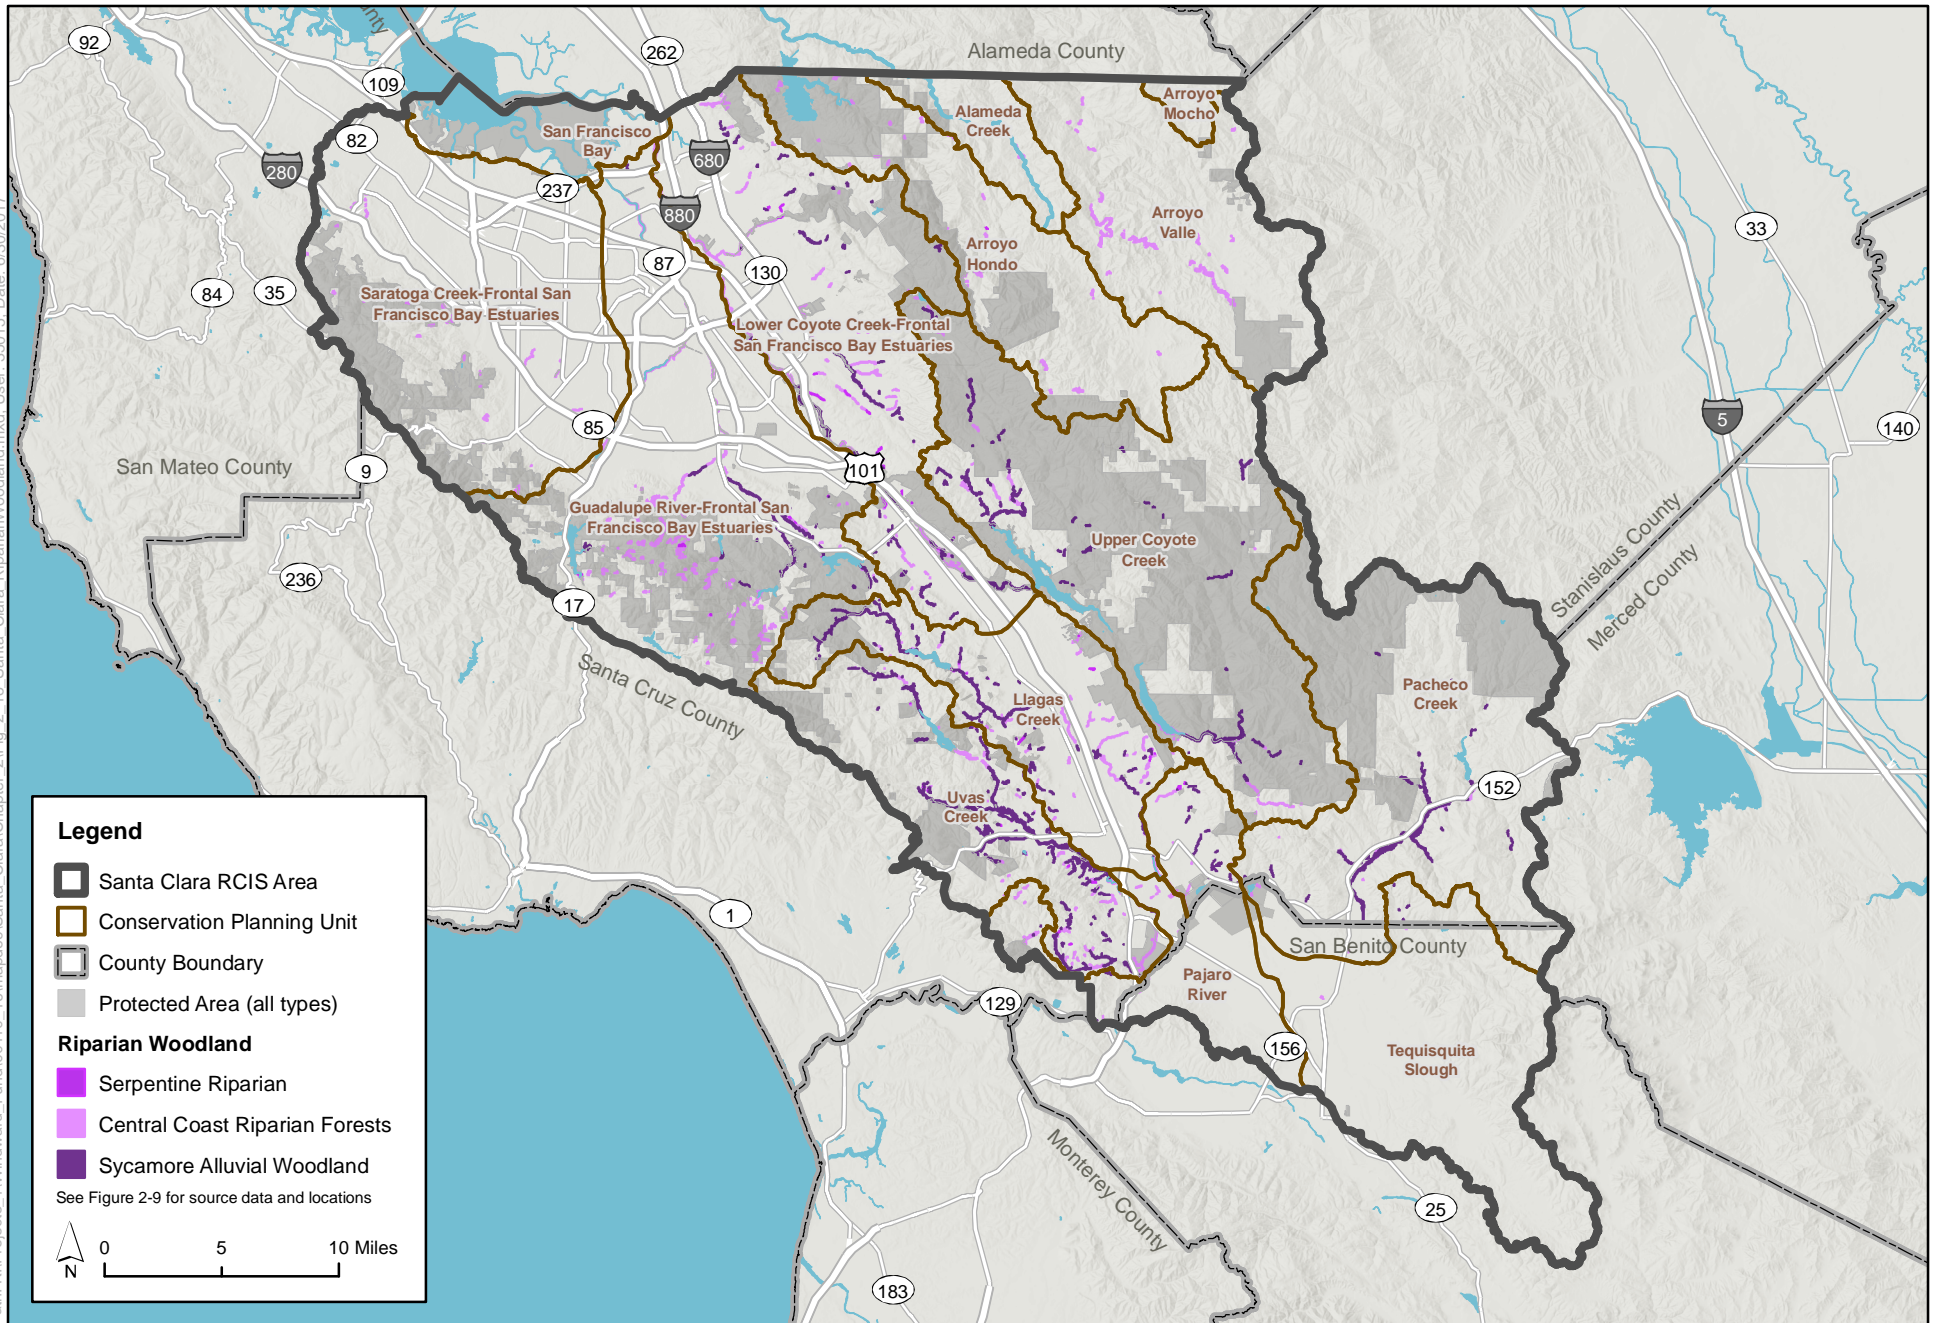 Alameda County
92
262
109
Alameda
Creek
Arroyo
Mocho
San Francisco
Bay
82
280
680
237
880
Arroyo
Valle
33
Arroyo
Hondo
87
130
84
35
Saratoga Creek-Frontal San
Francisco Bay Estuaries
Lower Coyote Creek-Frontal
San Francisco Bay Estuaries
5
140
85
San Mateo County
9
101
Guadalupe River-Frontal San
Francisco Bay Estuaries
Upper Coyote
Creek
Stanislaus County
Merced County
236
17
Santa Cruz County
Llagas
Creek
Pacheco
Creek
152
Uvas
Creek
1
San Benito County
Pajaro
River
129
156
Tequisquita
Slough
Monterey County
25
183
Legend
Santa Clara RCIS Area
Conservation Planning Unit
County Boundary
Protected Area (all types)
Riparian Woodland
Serpentine Riparian
Central Coast Riparian Forests
Sycamore Alluvial Woodland
See Figure 2-9 for source data and locations
N
0 5 10 Miles